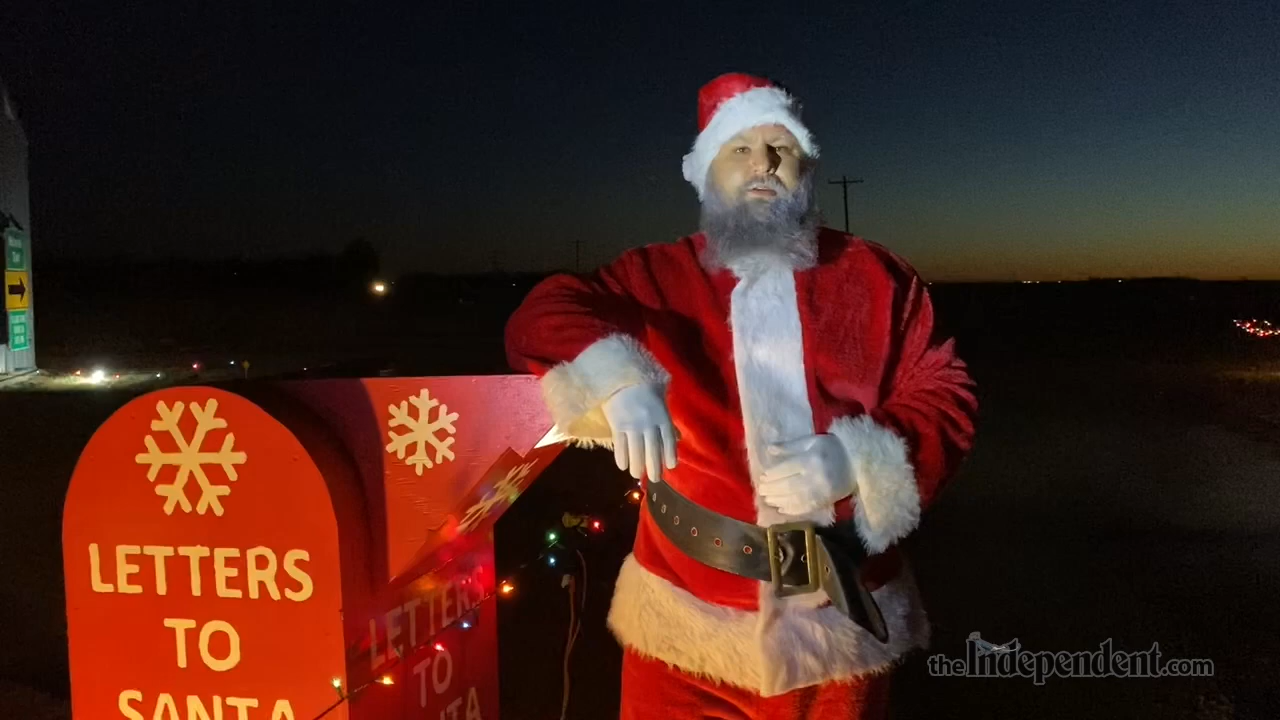 LETTERS
TO
SANTA
LETTERS
TO
theIndependent.com